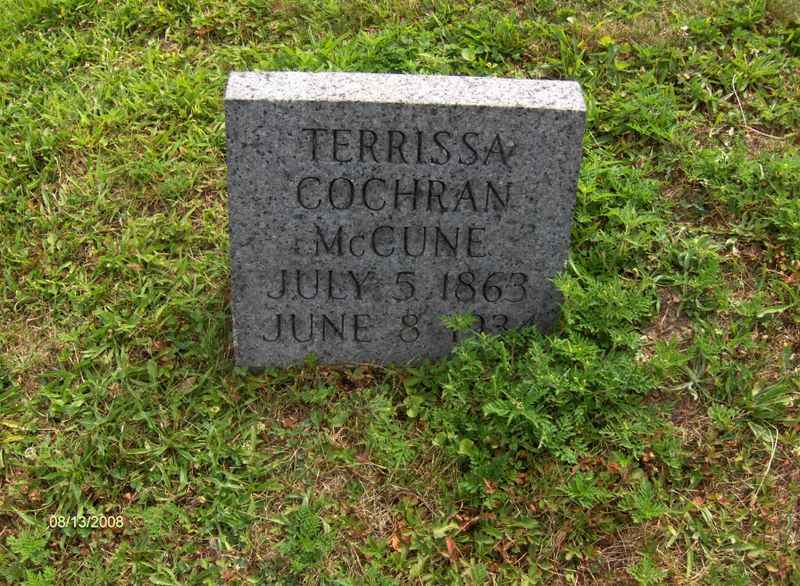 TERRISSA
COCHRAN
McCUNE
JULY 5 1863
JUNE 8
08/13/2008